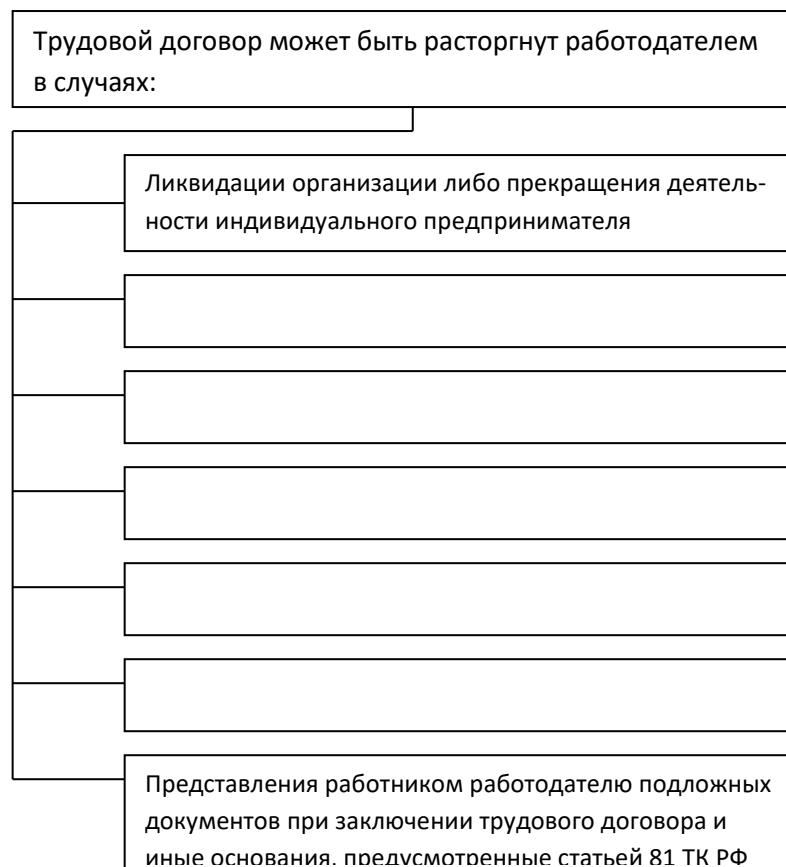 Трудовой договор может быть расторгнут работодателем
в случаях:
Ликвидации организации либо прекращения деятель-
ности индивидуального предпринимателя
Представления работником работодателю подложных
документов при заключении трудового договора и
иные основания, предусмотренные статьей 81 ТК РФ